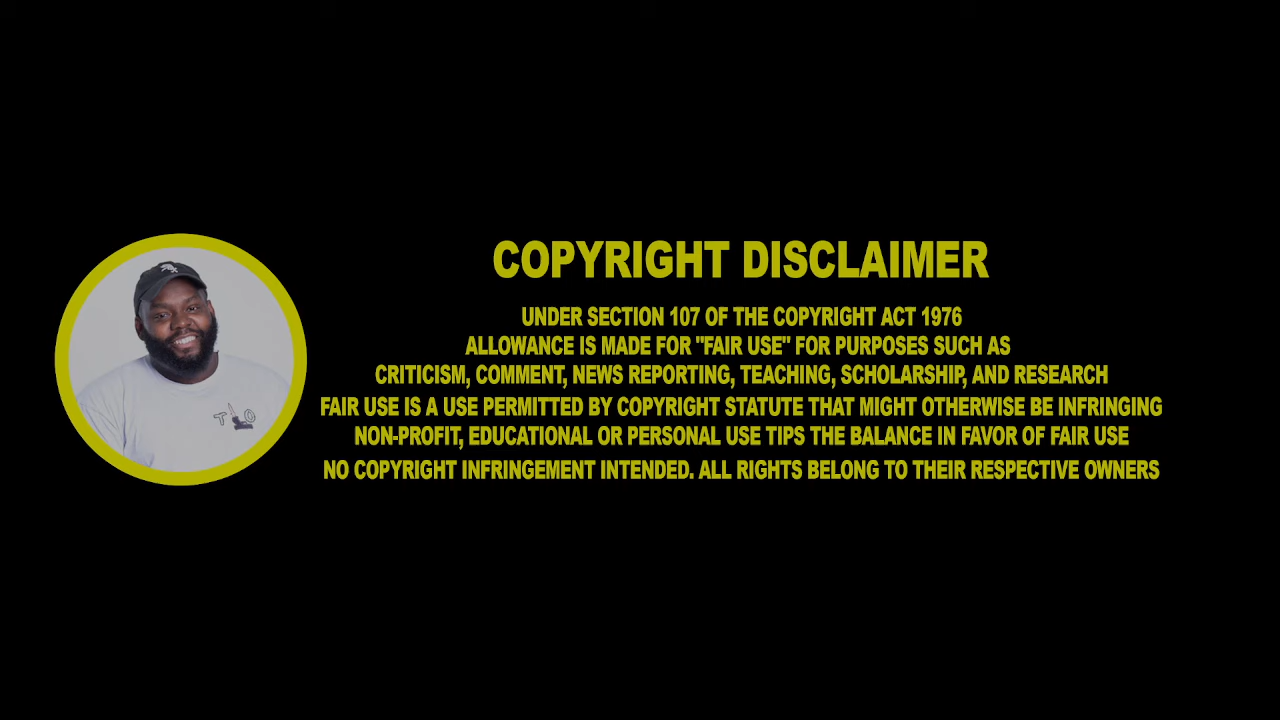 COPYRIGHT DISCLAIMER
UNDER SECTION 107 OF THE COPYRIGHT ACT 1976
ALLOWANCE IS MADE FOR "FAIR USE" FOR PURPOSES SUCH AS
CRITICISM, COMMENT, NEWS REPORTING, TEACHING, SCHOLARSHIP, AND RESEARCH
FAIR USE IS A USE PERMITTED BY COPYRIGHT STATUTE THAT MIGHT OTHERWISE BE INFRINGING
NON-PROFIT, EDUCATIONAL OR PERSONAL USE TIPS THE BALANCE IN FAVOR OF FAIR USE
NO COPYRIGHT INFRINGEMENT INTENDED. ALL RIGHTS BELONG TO THEIR RESPECTIVE OWNERS